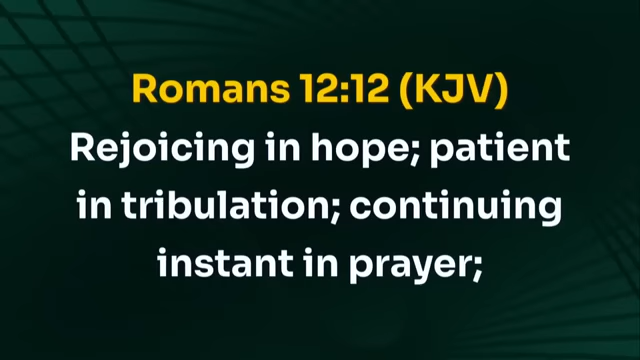 Romans 12:12 (KJV)
Rejoicing in hope; patient
in tribulation; continuing
instant in prayer;